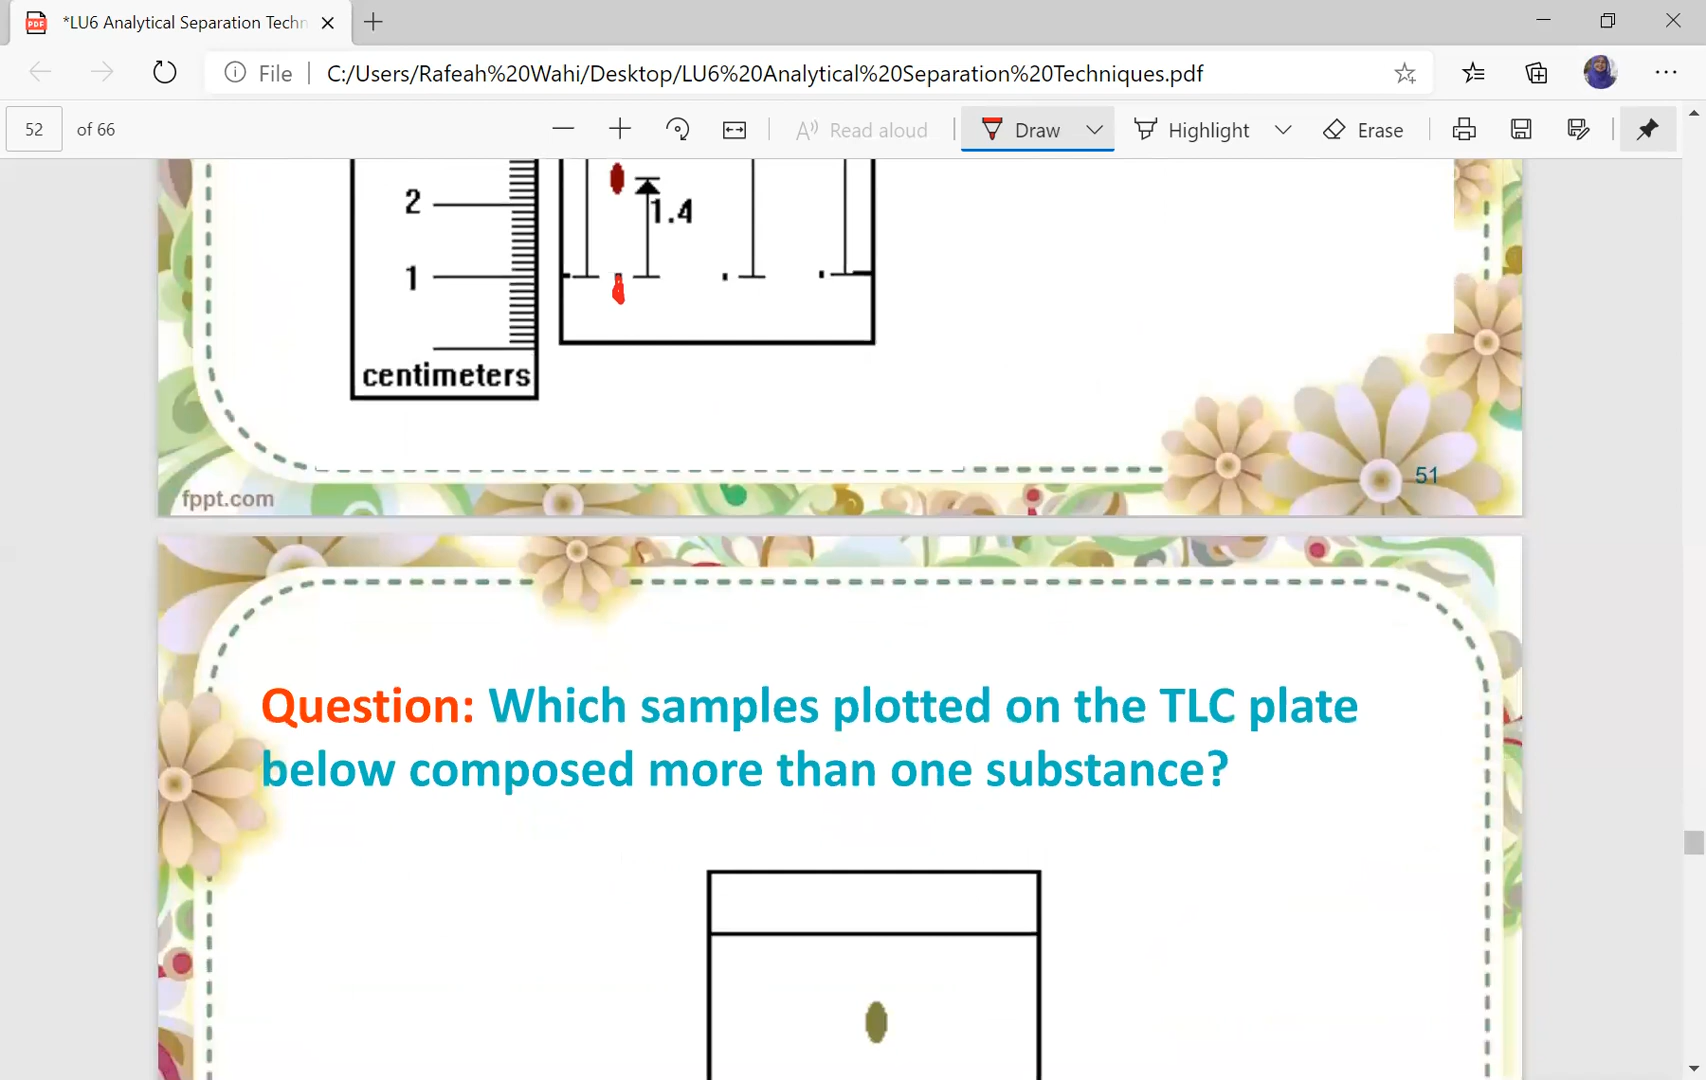 *LU6 Analytical Separation Techn
File
C:/Users/Rafeah%20Wahi/Desktop/LU6%20Analytical%20Separation%20Techniques.pdf
52 of 66
Read aloud
Draw
Highlight
Erase
2
1.4
1
centimeters
fppt.com
51
Question: Which samples plotted on the TLC plate
below composed more than one substance?